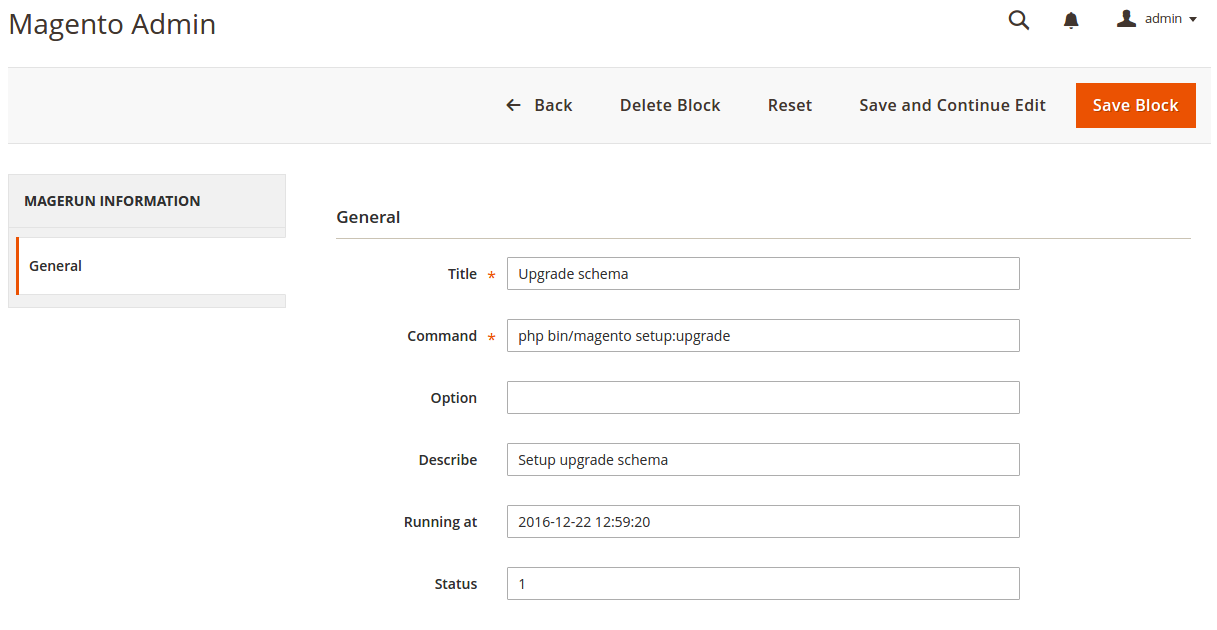 Magento Admin
admin
Back Delete Block Reset Save and Continue Edit Save Block
MAGERUN INFORMATION
General
General
Title * Upgrade schema
Command * php bin/magento setup:upgrade
Option
Describe Setup upgrade schema
Running at 2016-12-22 12:59:20
Status 1